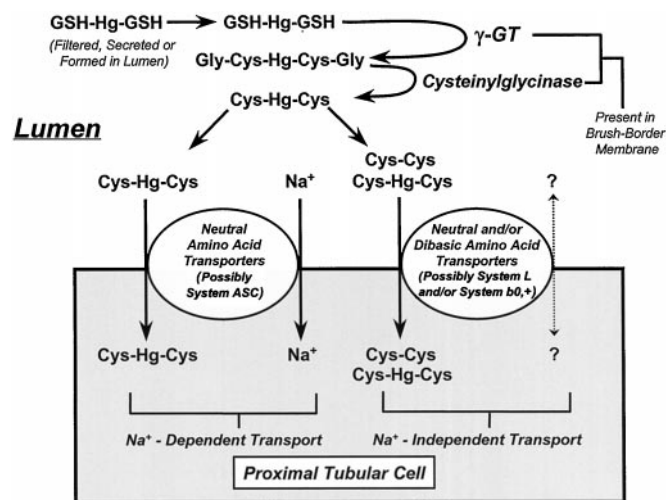 GSH-Hg-GSH
GSH-Hg-GSH
(Filtered, Secreted or
Formed in Lumen)
γ-GT
Gly-Cys-Hg-Cys-Gly
Cysteinylglycinase
Cys-Hg-Cys
Present in
Brush-Border
Membrane
Lumen
Cys-Hg-Cys
Na+
Cys-Cys
Cys-Hg-Cys
?
Neutral
Amino Acid
Transporters
(Possibly
System ASC)
Neutral and/or
Dibasic Amino Acid
Transporters
(Possibly System L
and/or System b0,+)
Cys-Hg-Cys
Na+
Cys-Cys
Cys-Hg-Cys
?
Na+ - Dependent Transport
Na+ - Independent Transport
Proximal Tubular Cell